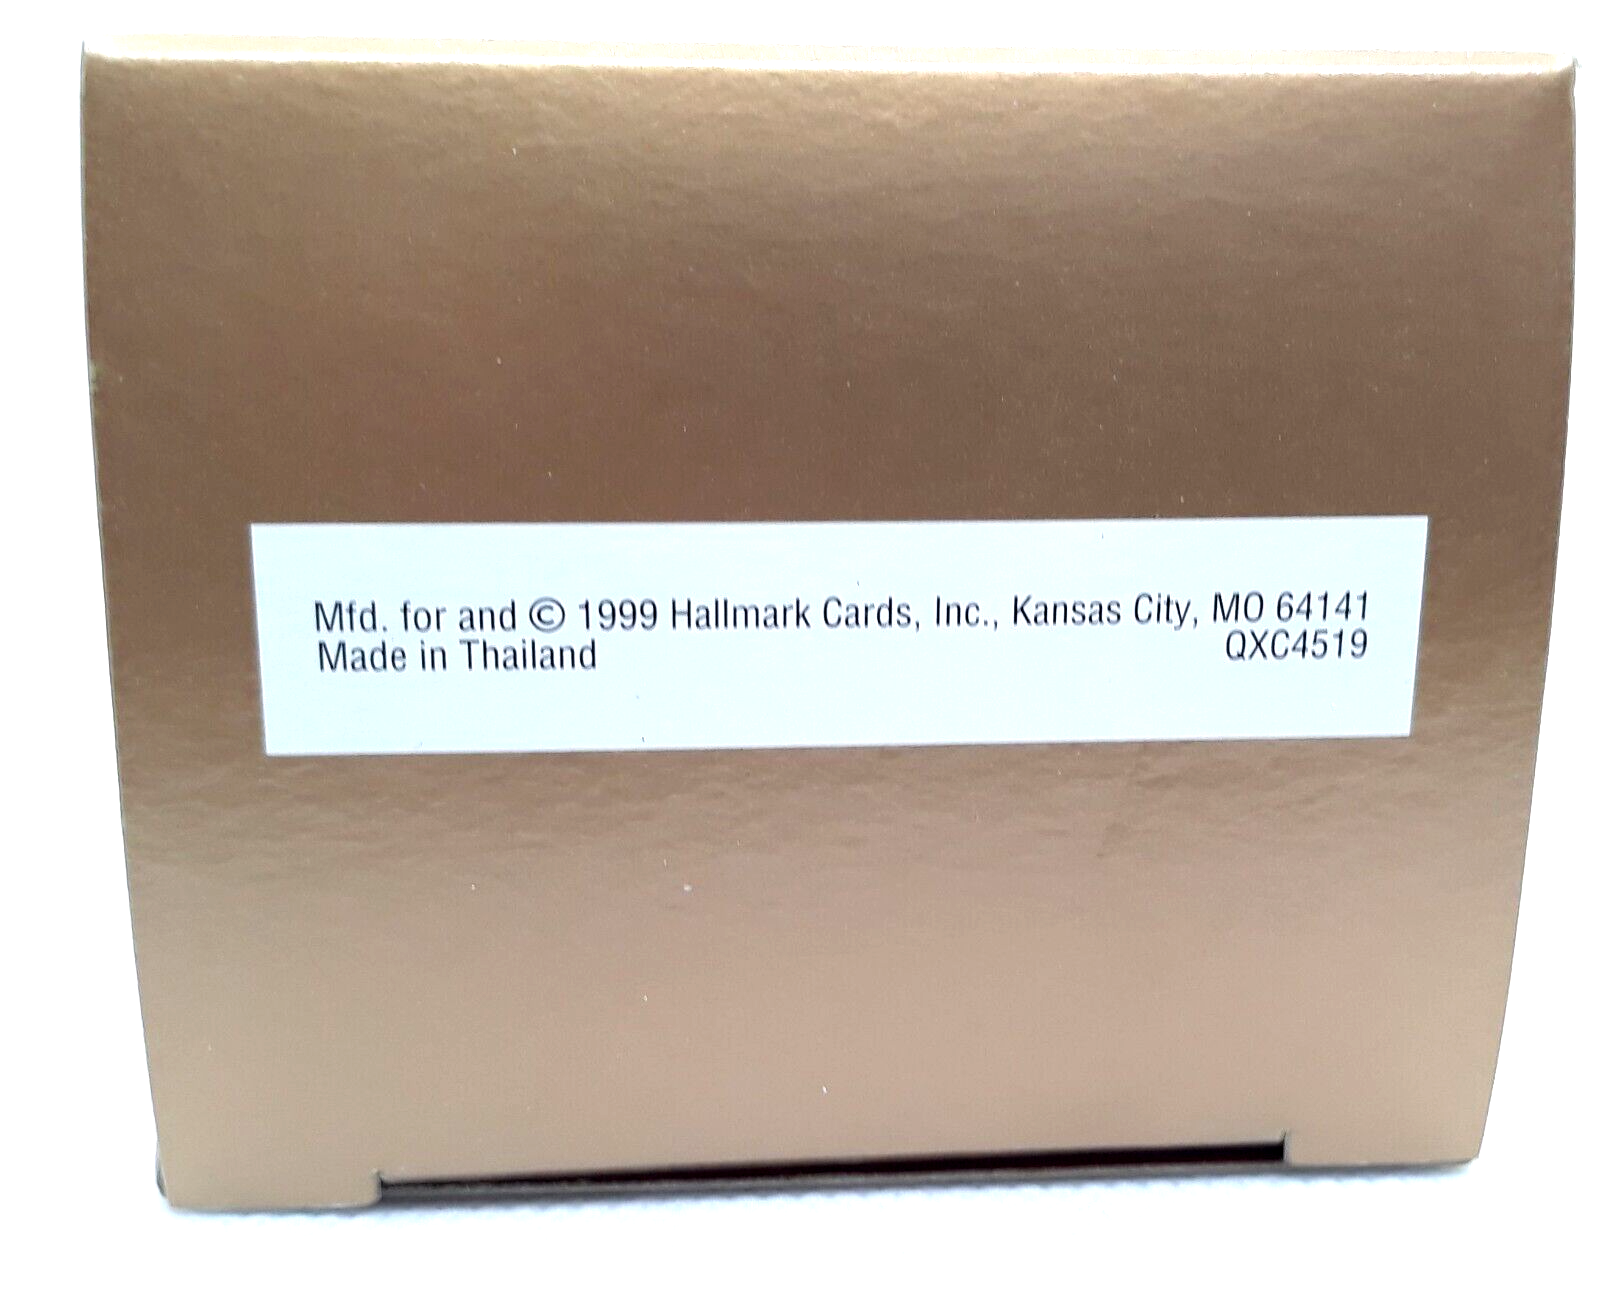 Mfd. for and © 1999 Hallmark Cards, Inc., Kansas City, MO 64141
Made in Thailand QXC4519